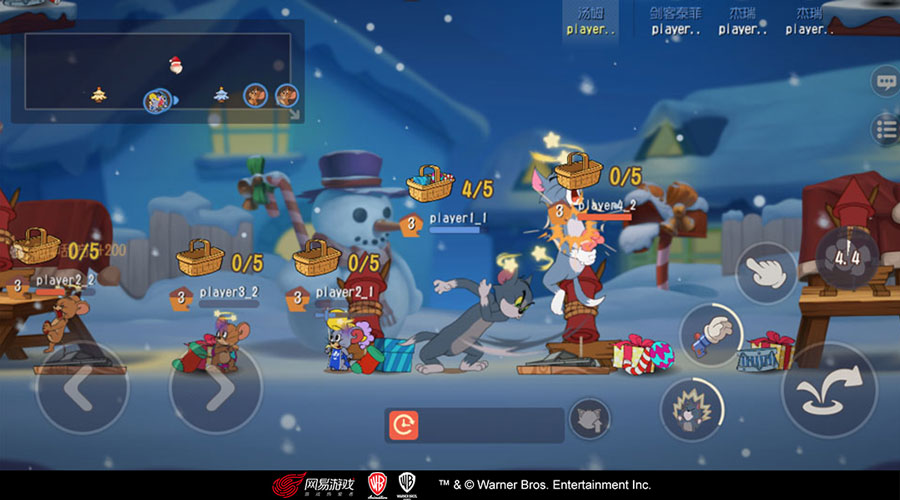 汤姆 剑客泰菲 杰瑞 杰瑞
player.. player.. player.. player..
4/5
0/5
3
player1_1
3
player4_2
0/5
+200
3
player2_2
0/5
3
player3_2
0/5
3
player2_1
4.4
网易游戏
TM & © Warner Bros. Entertainment Inc.